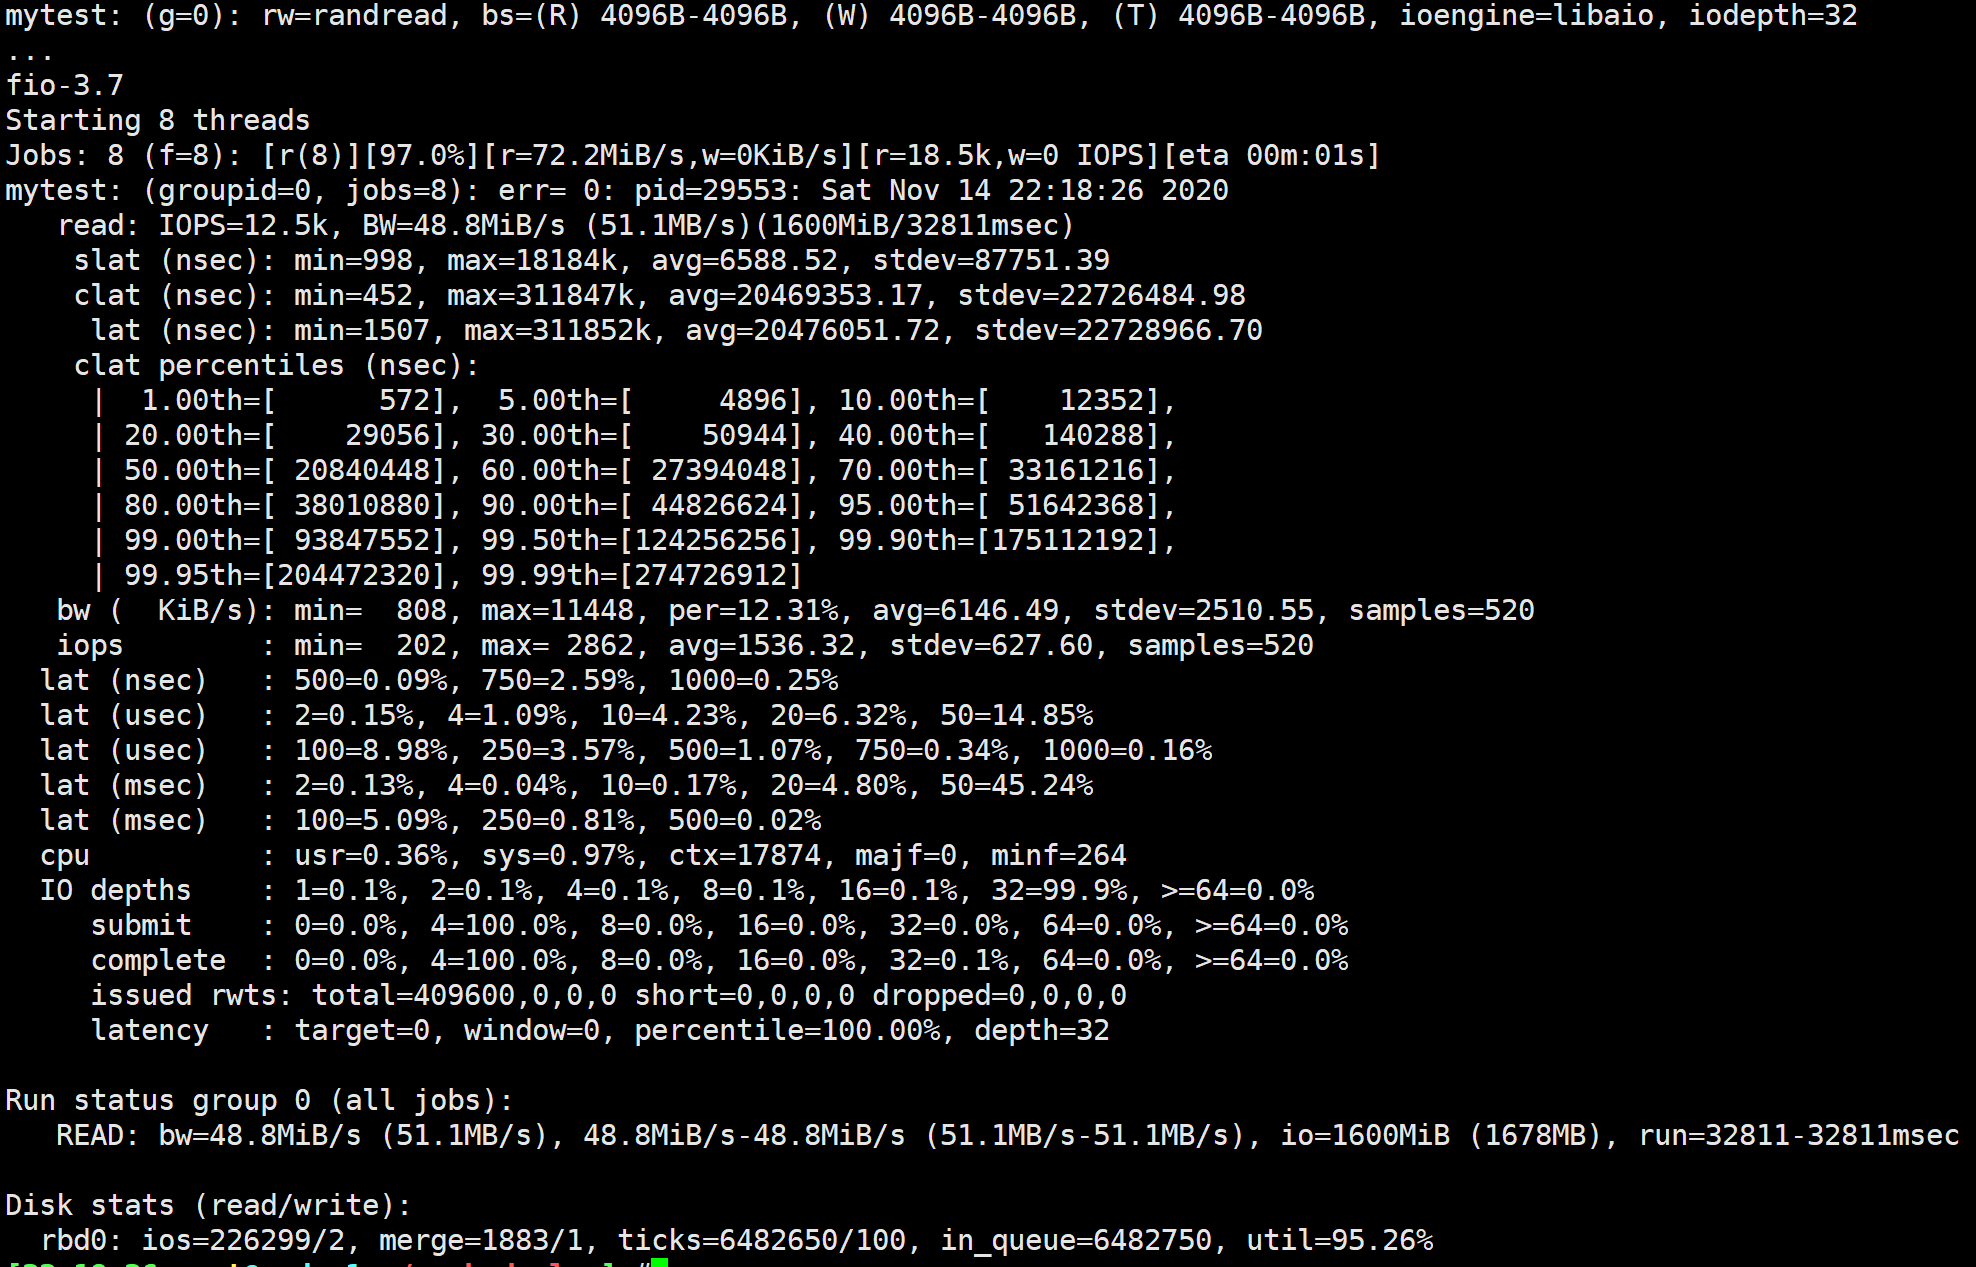 mytest: (g=0): rw=randread, bs=(R) 4096B-4096B, (W) 4096B-4096B, (T) 4096B-4096B, ioengine=libaio, iodepth=32
...
fio-3.7
Starting 8 threads
Jobs: 8 (f=8): [r(8)][97.0%][r=72.2MiB/s,w=0KiB/s][r=18.5k,w=0 IOPS][eta 00m:01s]
mytest: (groupid=0, jobs=8): err= 0: pid=29553: Sat Nov 14 22:18:26 2020
   read: IOPS=12.5k, BW=48.8MiB/s (51.1MB/s)(1600MiB/32811msec)
    slat (nsec): min=998, max=18184k, avg=6588.52, stdev=87751.39
    clat (nsec): min=452, max=311847k, avg=20469353.17, stdev=22726484.98
     lat (nsec): min=1507, max=311852k, avg=20476051.72, stdev=22728966.70
    clat percentiles (nsec):
     |  1.00th=[      572],  5.00th=[     4896], 10.00th=[    12352],
     | 20.00th=[    29056], 30.00th=[    50944], 40.00th=[   140288],
     | 50.00th=[ 20840448], 60.00th=[ 27394048], 70.00th=[ 33161216],
     | 80.00th=[ 38010880], 90.00th=[ 44826624], 95.00th=[ 51642368],
     | 99.00th=[ 93847552], 99.50th=[124256256], 99.90th=[175112192],
     | 99.95th=[204472320], 99.99th=[274726912]
   bw (  KiB/s): min=  808, max=11448, per=12.31%, avg=6146.49, stdev=2510.55, samples=520
   iops        : min=  202, max= 2862, avg=1536.32, stdev=627.60, samples=520
  lat (nsec)   : 500=0.09%, 750=2.59%, 1000=0.25%
  lat (usec)   : 2=0.15%, 4=1.09%, 10=4.23%, 20=6.32%, 50=14.85%
  lat (usec)   : 100=8.98%, 250=3.57%, 500=1.07%, 750=0.34%, 1000=0.16%
  lat (msec)   : 2=0.13%, 4=0.04%, 10=0.17%, 20=4.80%, 50=45.24%
  lat (msec)   : 100=5.09%, 250=0.81%, 500=0.02%
  cpu          : usr=0.36%, sys=0.97%, ctx=17874, majf=0, minf=264
  IO depths    : 1=0.1%, 2=0.1%, 4=0.1%, 8=0.1%, 16=0.1%, 32=99.9%, >=64=0.0%
     submit    : 0=0.0%, 4=100.0%, 8=0.0%, 16=0.0%, 32=0.0%, 64=0.0%, >=64=0.0%
     complete  : 0=0.0%, 4=100.0%, 8=0.0%, 16=0.0%, 32=0.1%, 64=0.0%, >=64=0.0%
     issued rwts: total=409600,0,0,0 short=0,0,0,0 dropped=0,0,0,0
     latency   : target=0, window=0, percentile=100.00%, depth=32

Run status group 0 (all jobs):
   READ: bw=48.8MiB/s (51.1MB/s), 48.8MiB/s-48.8MiB/s (51.1MB/s-51.1MB/s), io=1600MiB (1678MB), run=32811-32811msec

Disk stats (read/write):
  rbd0: ios=226299/2, merge=1883/1, ticks=6482650/100, in_queue=6482750, util=95.26%